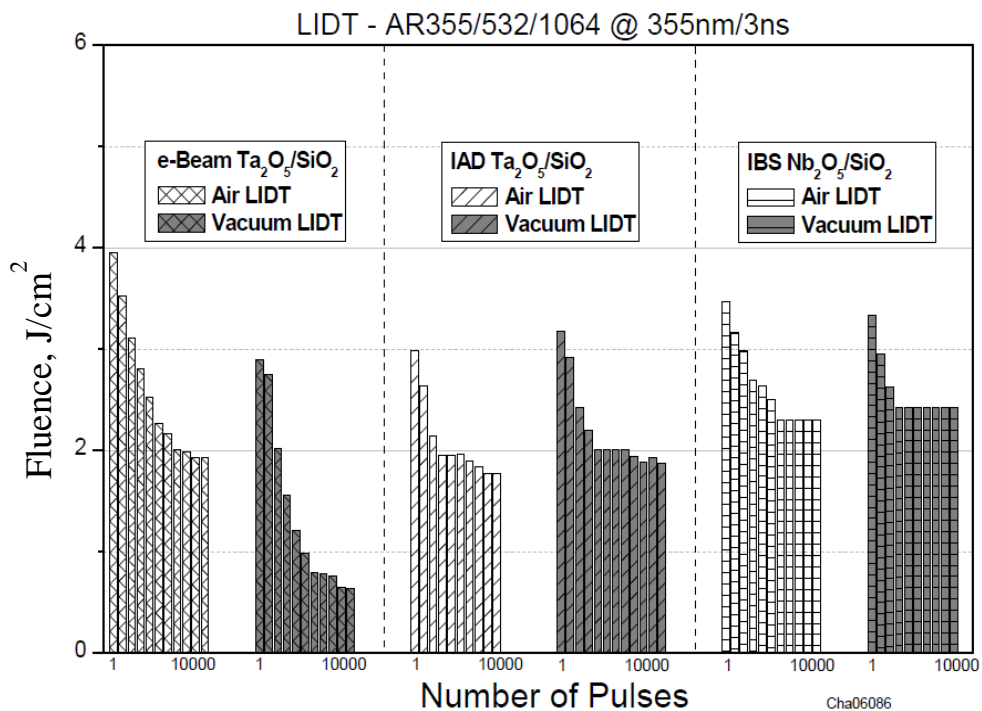 LIDT - AR355/532/1064 @ 355nm/3ns
6
4
2
0
Fluence, J/cm²
e-Beam Ta₂O₅/SiO₂
Air LIDT
Vacuum LIDT
IAD Ta₂O₅/SiO₂
Air LIDT
Vacuum LIDT
IBS Nb₂O₅/SiO₂
Air LIDT
Vacuum LIDT
1 10000 1 10000 1 10000 1 10000 1 10000 1 10000
Number of Pulses
Cha06086